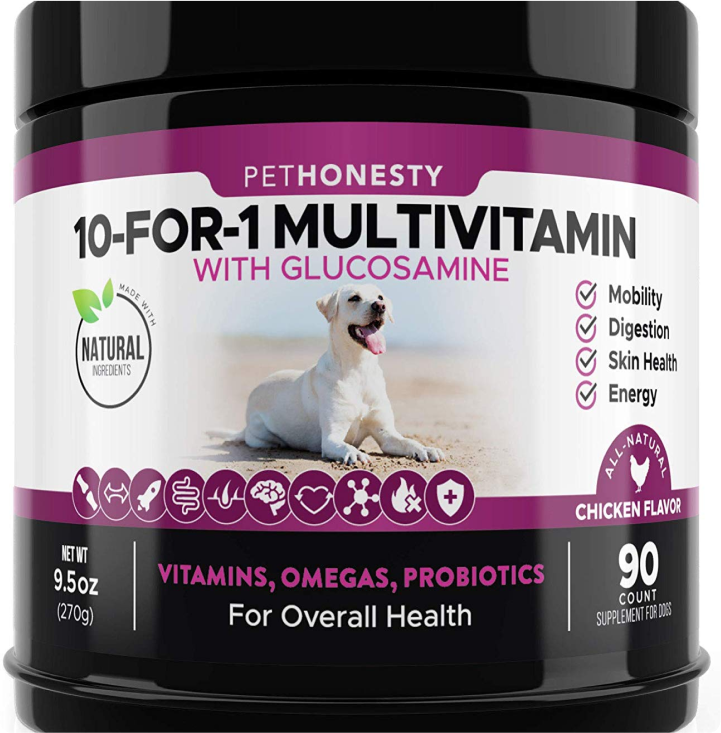 PETHONESTY
10-FOR-1 MULTIVITAMIN
WITH GLUCOSAMINE
MADE WITH
NATURAL
INGREDIENTS
Mobility
Digestion
Skin Health
Energy
ALL-NATURAL
CHICKEN FLAVOR
NET WT
9.5oz
(270g)
VITAMINS, OMEGAS, PROBIOTICS
For Overall Health
90
COUNT
SUPPLEMENT FOR DOGS